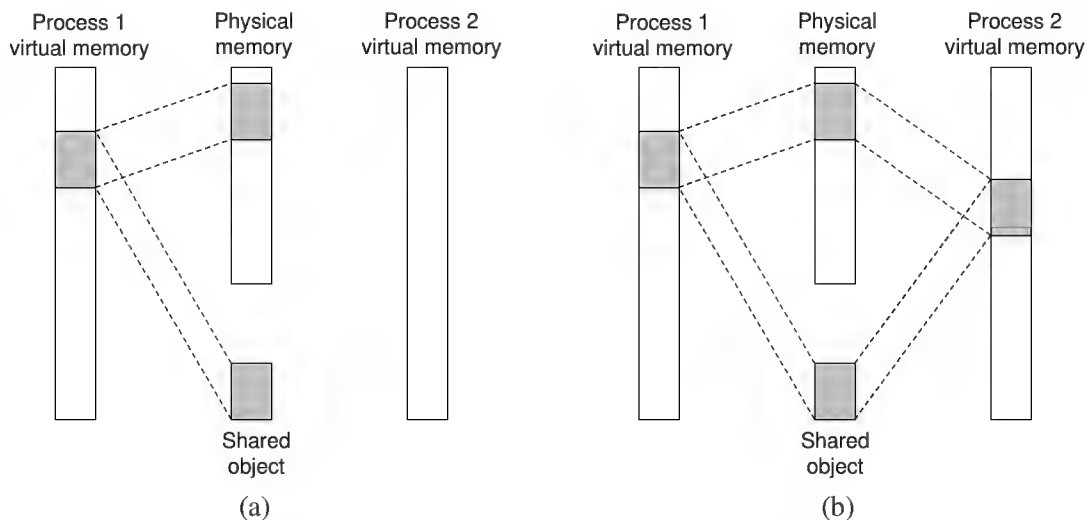 Process 1
virtual memory
Physical
memory
Process 2
virtual memory
Shared
object
(a)
Process 1
virtual memory
Physical
memory
Process 2
virtual memory
Shared
object
(b)